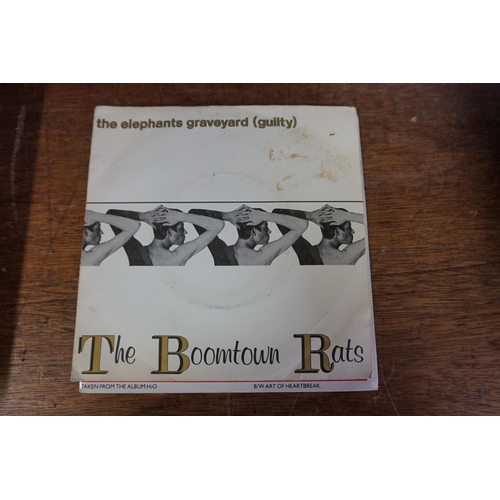 the elephants graveyard (guilty)
The Boomtown Rats
TAKEN FROM THE ALBUM H2O B/W ART OF HEARTBREAK